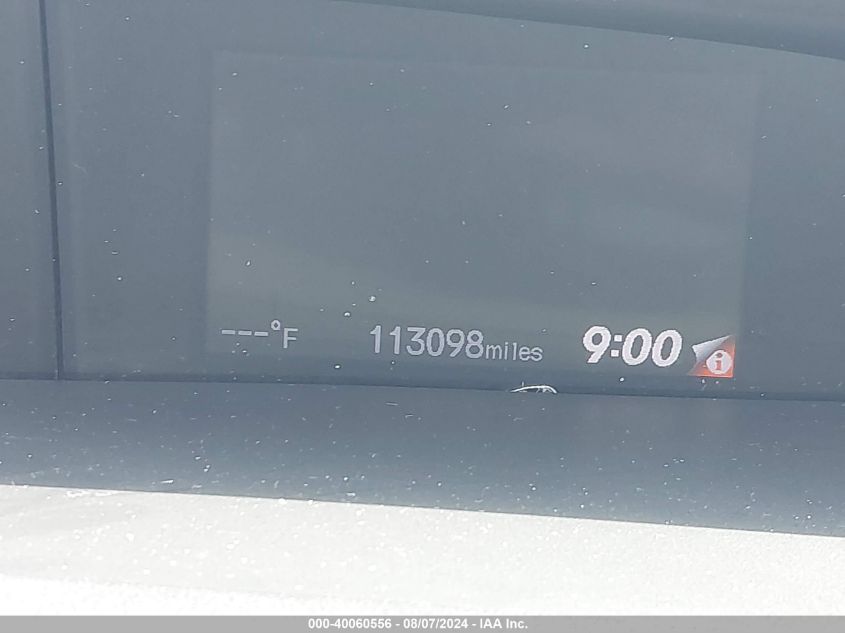 ---°F 113098miles 9:00 i
000-40060556 - 08/07/2024 - IAA Inc.